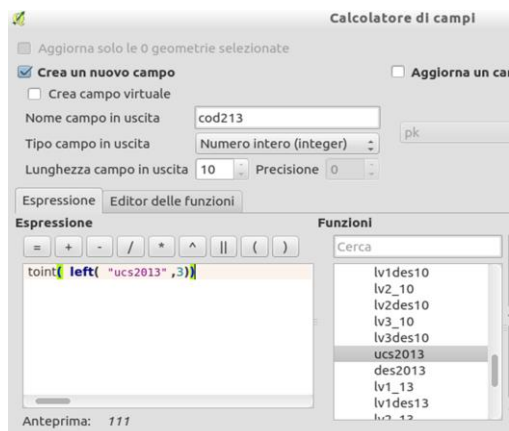 Calcolatore di campi
Aggiorna solo le 0 geometrie selezionate
Crea un nuovo campo
Aggiorna un ca
Crea campo virtuale
Nome campo in uscita cod213
pk
Tipo campo in uscita Numero intero (integer)
Lunghezza campo in uscita 10 Precisione 0
Espressione Editor delle funzioni
Espressione
Funzioni
= + - / * ^ || ( )
Cerca
toint( left( "ucs2013" ,3))
lv1des10
lv2_10
lv2des10
lv3_10
lv3des10
ucs2013
des2013
lv1_13
lv1des13
lv2_13
Anteprima: 111